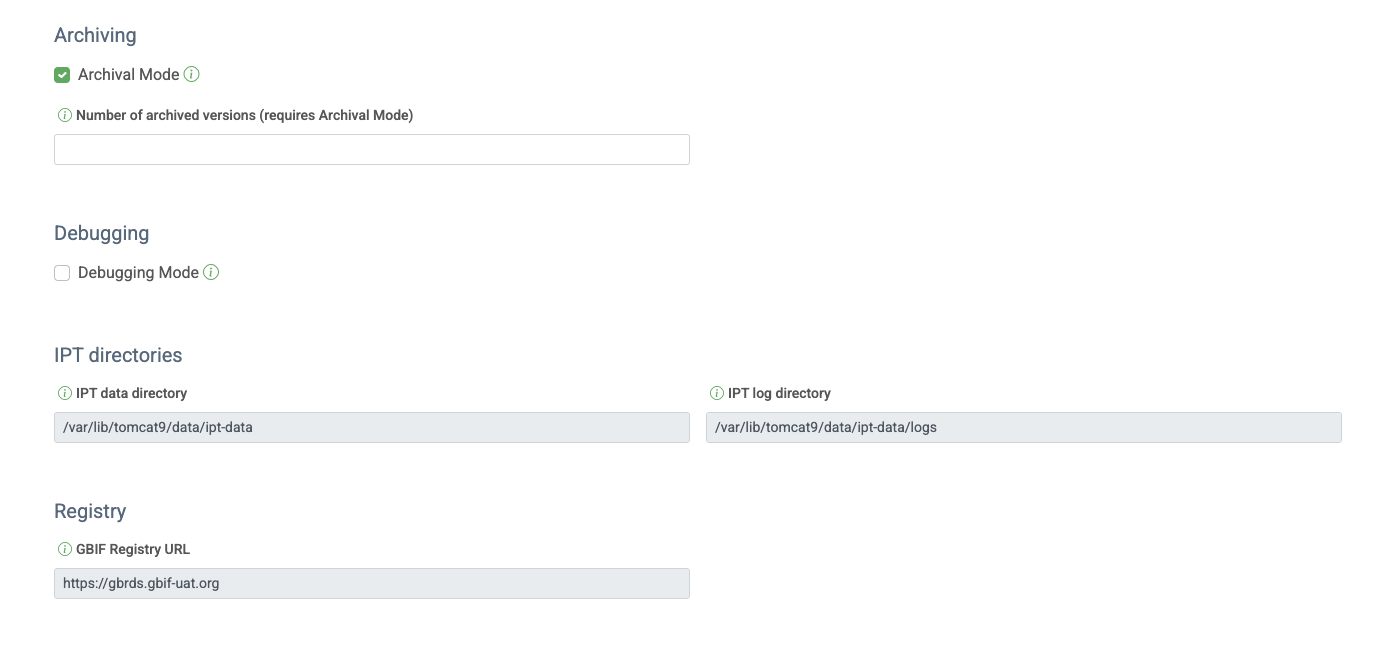 Archiving
Archival Mode
Number of archived versions (requires Archival Mode)
Debugging
Debugging Mode
IPT directories
IPT data directory
IPT log directory
/var/lib/tomcat9/data/ipt-data
/var/lib/tomcat9/data/ipt-data/logs
Registry
GBIF Registry URL
https://gbrds.gbif-uat.org